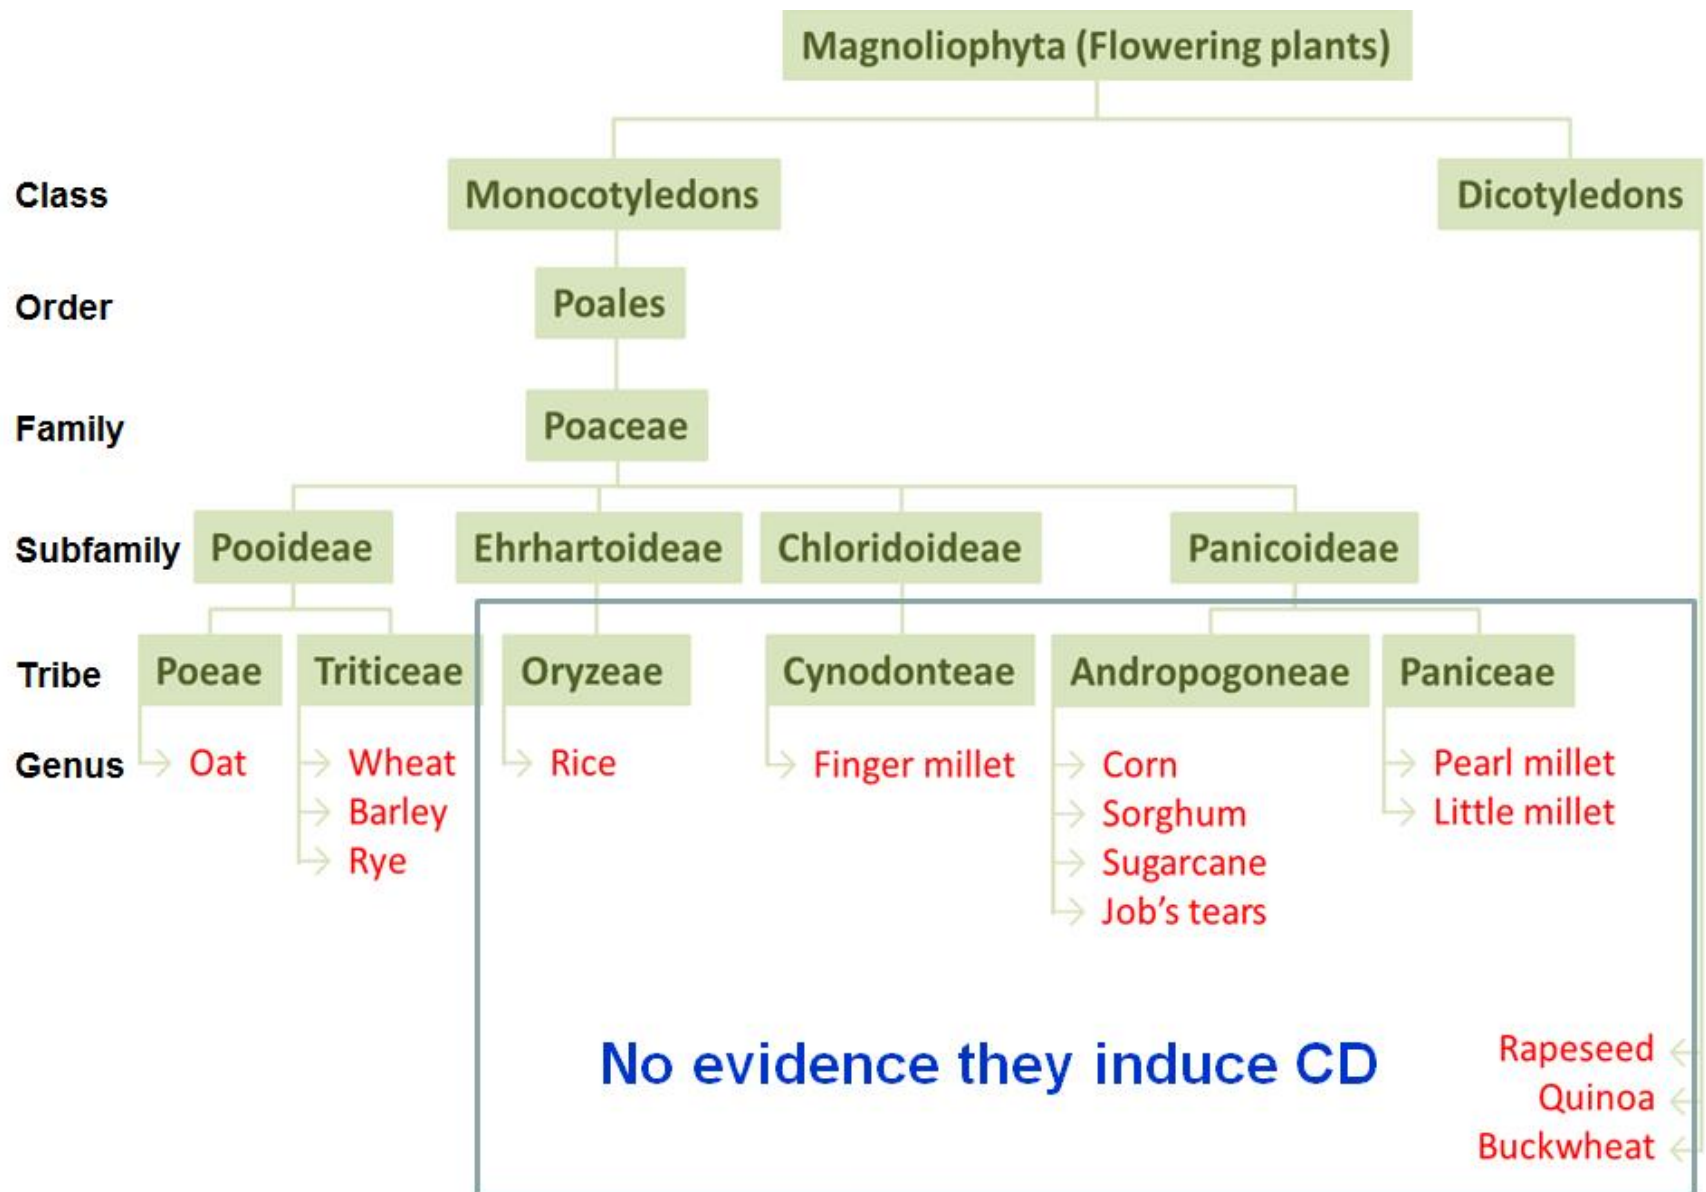 Magnoliophyta (Flowering plants)
Class
Monocotyledons
Dicotyledons
Order
Poales
Family
Poaceae
Subfamily
Pooideae
Ehrhartoideae
Chloridoideae
Panicoideae
Tribe
Poeae
Triticeae
Oryzeae
Cynodonteae
Andropogoneae
Paniceae
Genus
Oat
Wheat
Barley
Rye
Rice
Finger millet
Corn
Sorghum
Sugarcane
Job’s tears
Pearl millet
Little millet
No evidence they induce CD
Rapeseed
Quinoa
Buckwheat